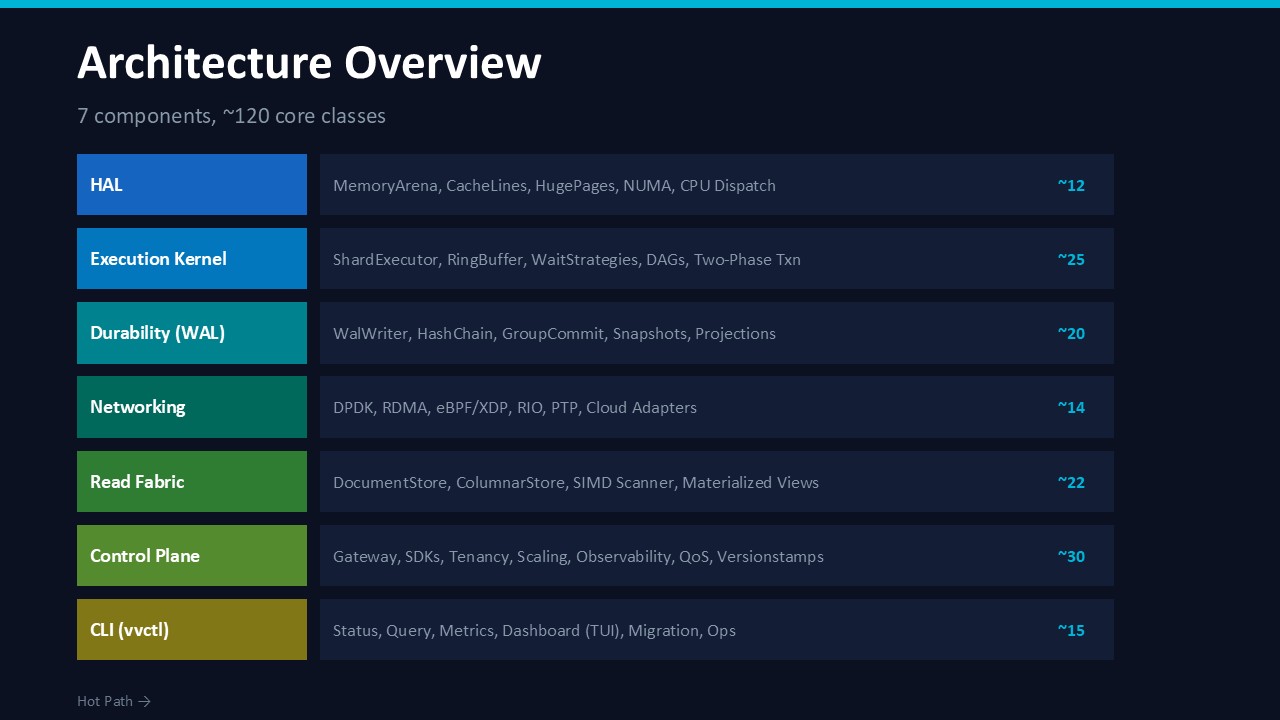 Architecture Overview
7 components, ~120 core classes
HAL MemoryArena, CacheLines, HugePages, NUMA, CPU Dispatch ~12
Execution Kernel ShardExecutor, RingBuffer, WaitStrategies, DAGs, Two-Phase Txn ~25
Durability (WAL) WalWriter, HashChain, GroupCommit, Snapshots, Projections ~20
Networking DPDK, RDMA, eBPF/XDP, RIO, PTP, Cloud Adapters ~14
Read Fabric DocumentStore, ColumnarStore, SIMD Scanner, Materialized Views ~22
Control Plane Gateway, SDKs, Tenancy, Scaling, Observability, QoS, Versionstamps ~30
CLI (vvctl) Status, Query, Metrics, Dashboard (TUI), Migration, Ops ~15
Hot Path →